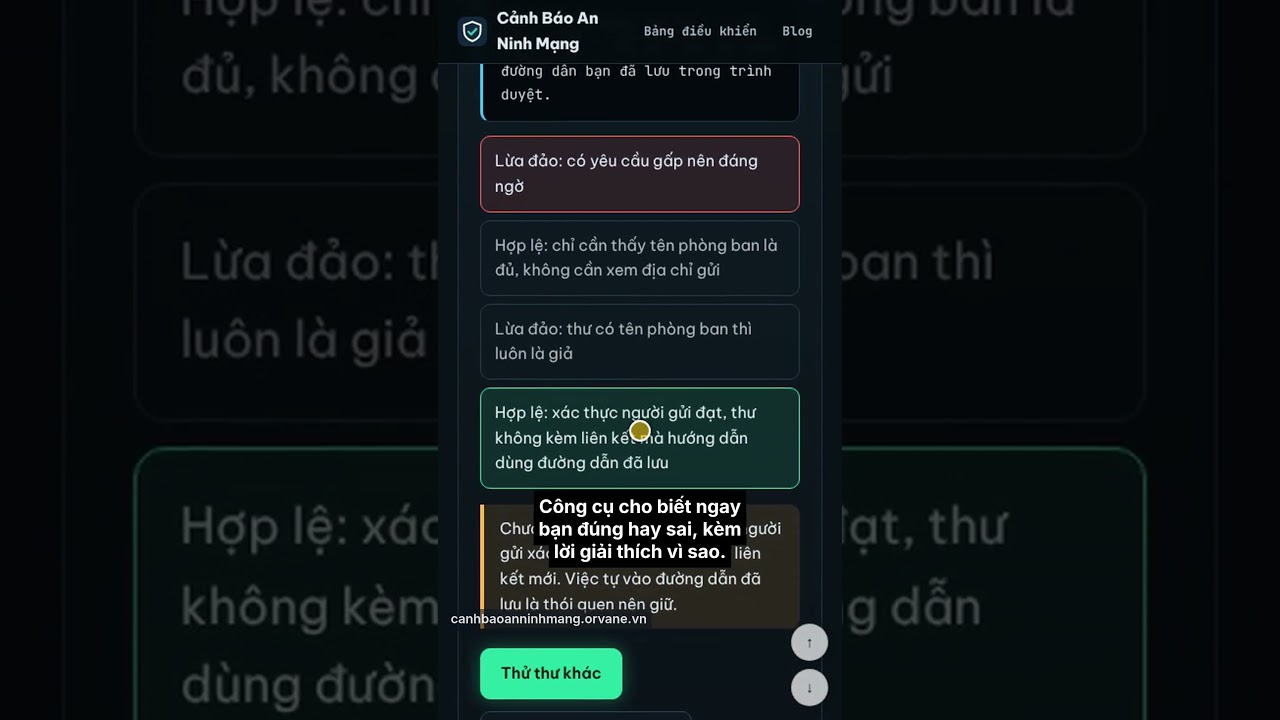 Cảnh Báo An
Ninh Mạng
Bảng điều khiển
Blog
đường dẫn bạn đã lưu trong trình
duyệt.
Lừa đảo: có yêu cầu gấp nên đáng
ngờ
Hợp lệ: chỉ cần thấy tên phòng ban là
đủ, không cần xem địa chỉ gửi
Lừa đảo: thư có tên phòng ban thì
luôn là giả
Hợp lệ: xác thực người gửi đạt, thư
không kèm liên kết mà hướng dẫn
dùng đường dẫn đã lưu
Công cụ cho biết ngay
bạn đúng hay sai, kèm
lời giải thích vì sao.
gửi liên
kết mới. Việc tự vào đường dẫn đã
lưu là thói quen nên giữ.
canhbaoanninhmang.orvane.vn
Thử thư khác
↑
↓